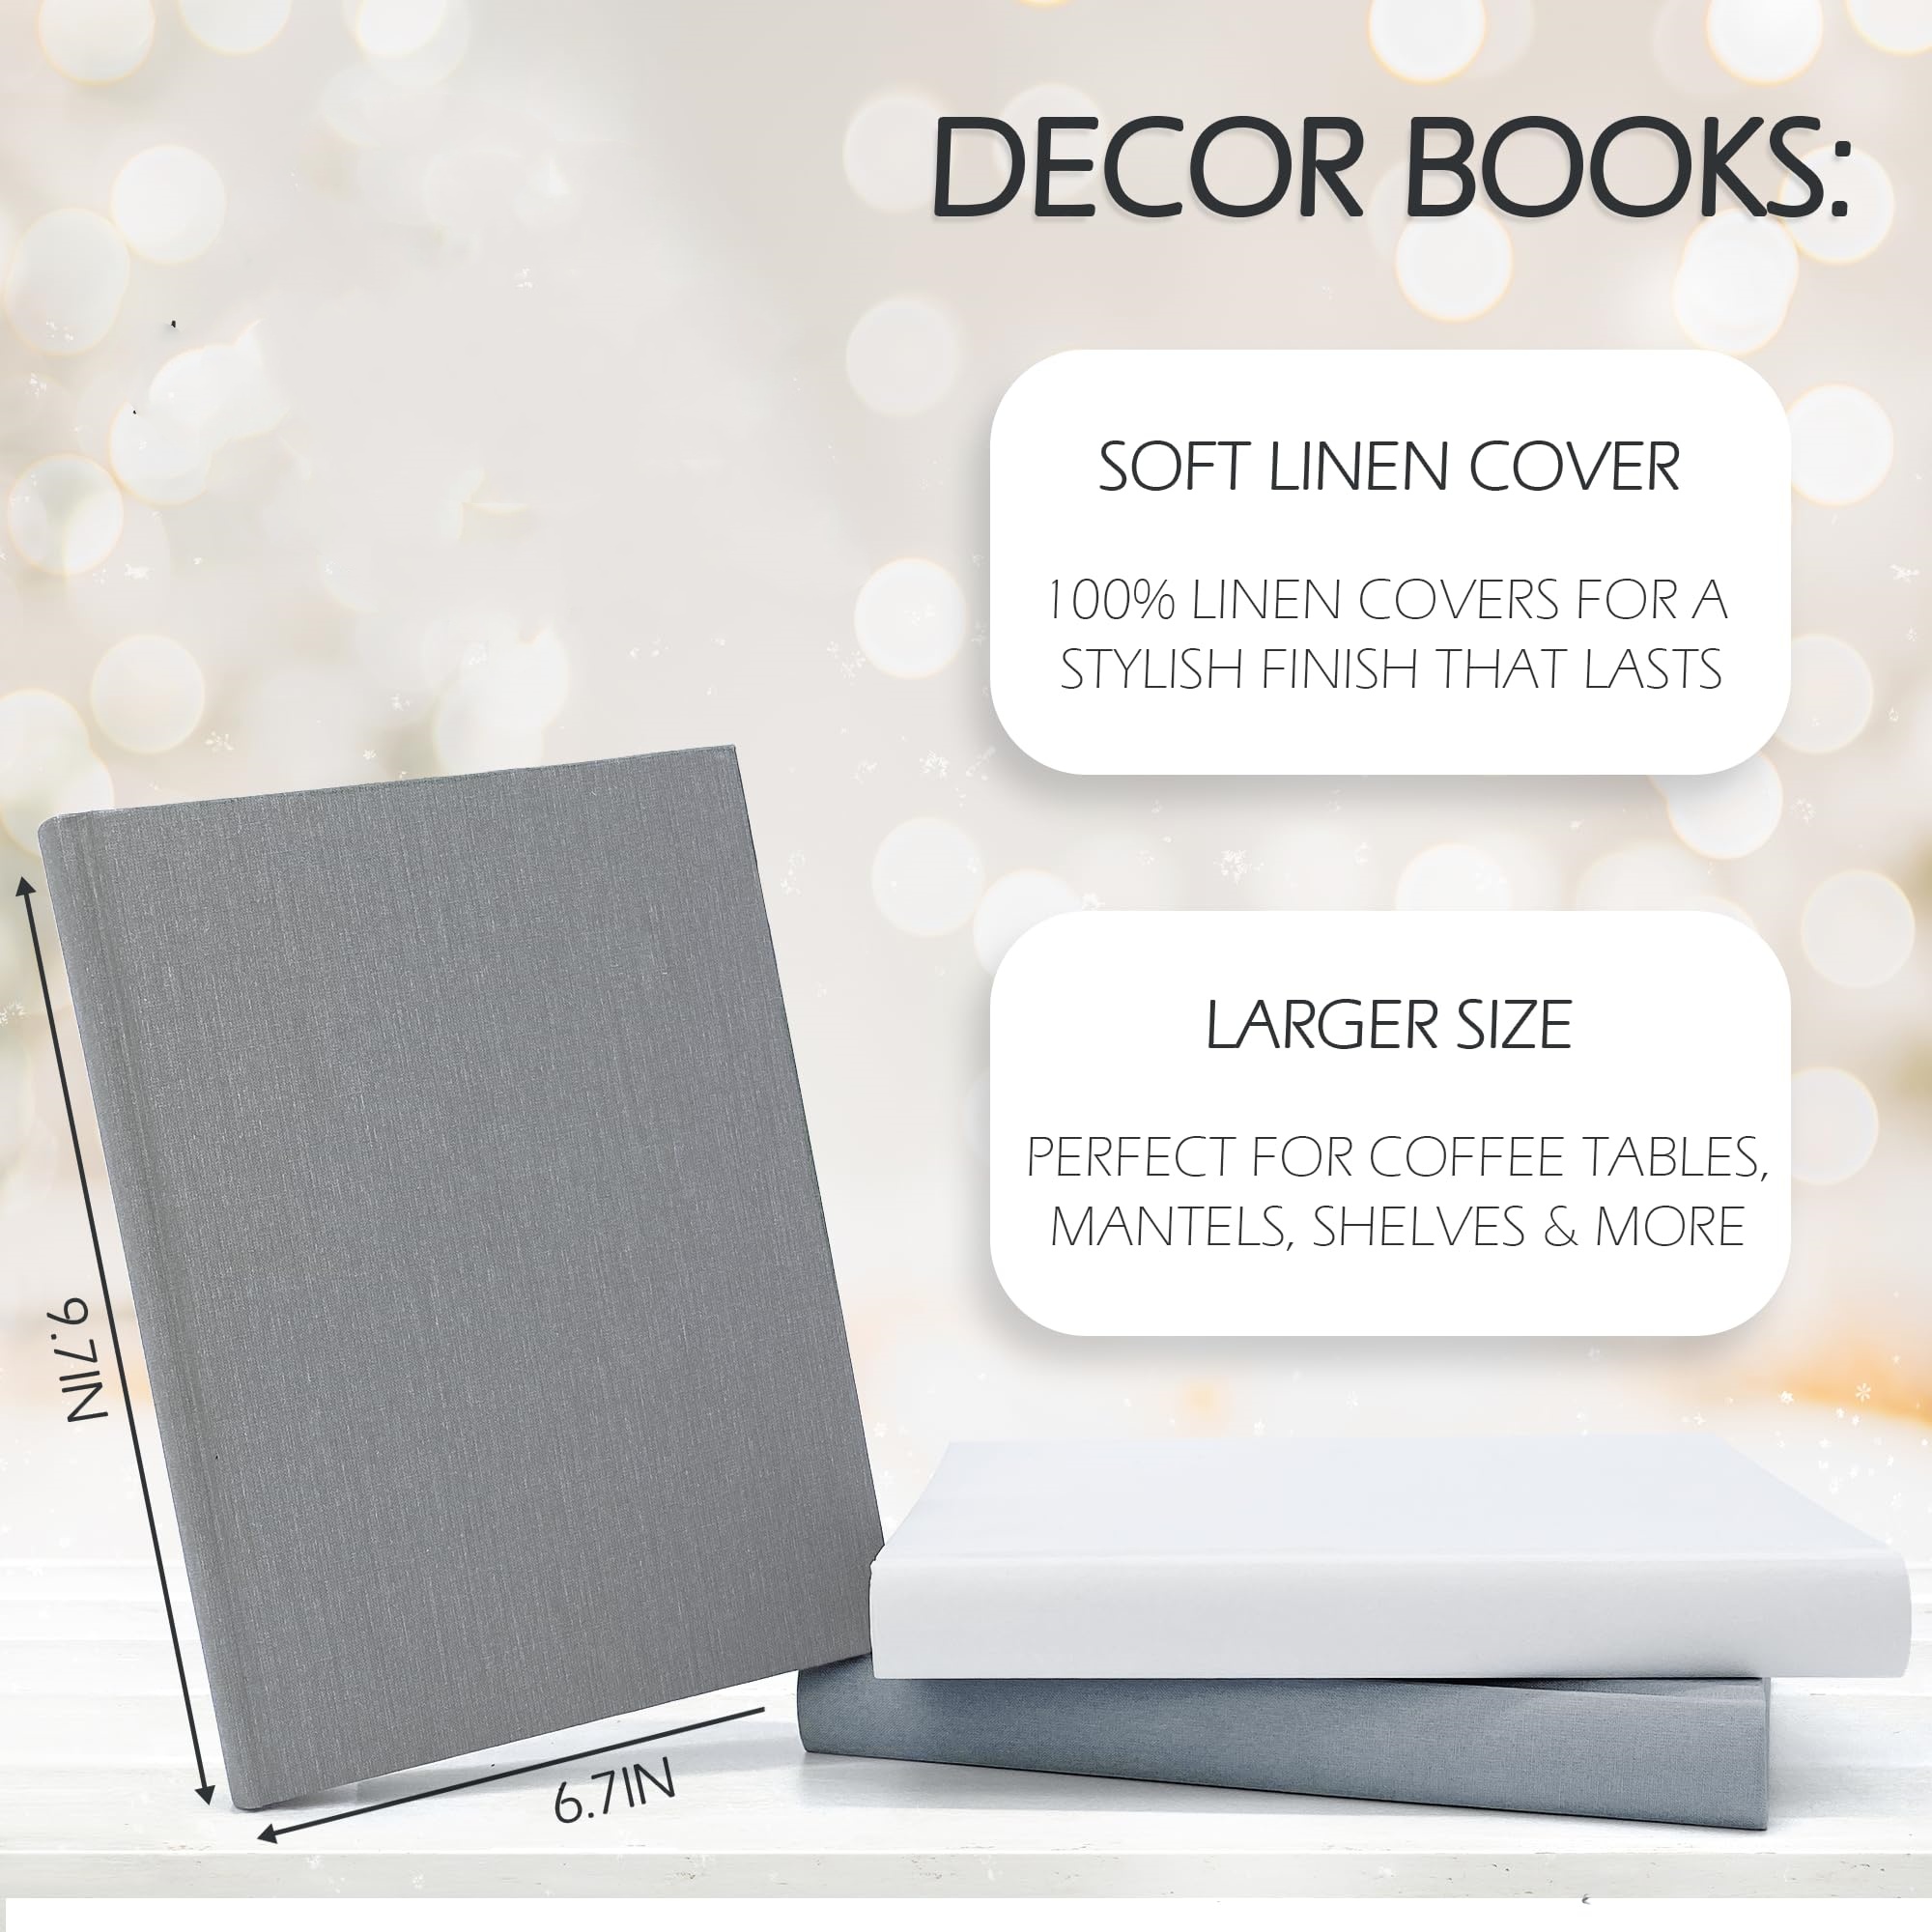 DECOR BOOKS:
SOFT LINEN COVER
100% LINEN COVERS FOR A
STYLISH FINISH THAT LASTS
LARGER SIZE
PERFECT FOR COFFEE TABLES,
MANTELS, SHELVES & MORE
9.7IN
6.7IN